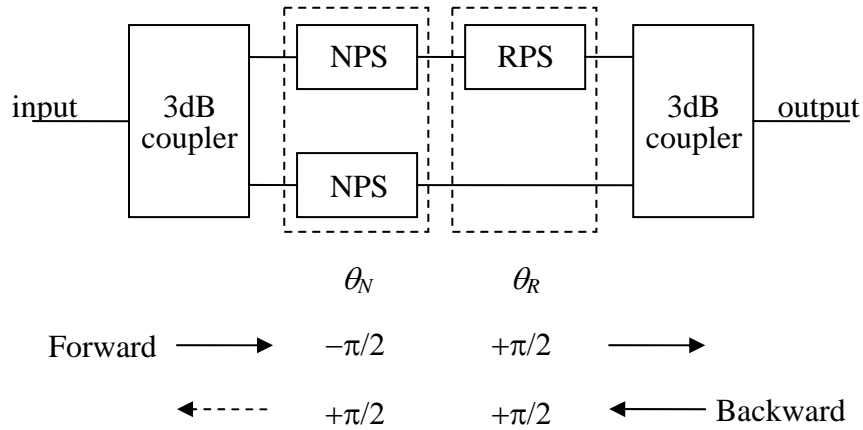 input
3dB
coupler
NPS
RPS
NPS
3dB
coupler
output
θN θR
Forward −π/2 +π/2
+π/2 +π/2 Backward